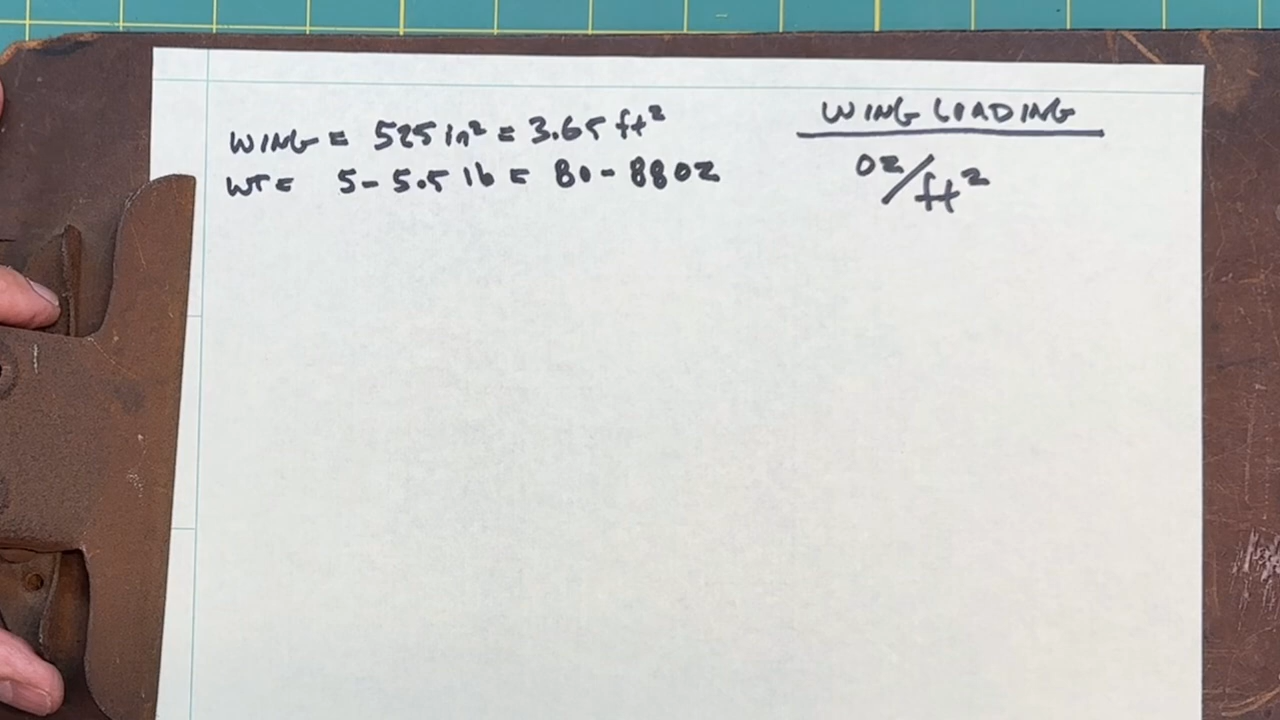 WING = 525 in² = 3.65 ft²
WT = 5 - 5.5 lb = 80 - 88 oz
WING LOADING
oz/ft²